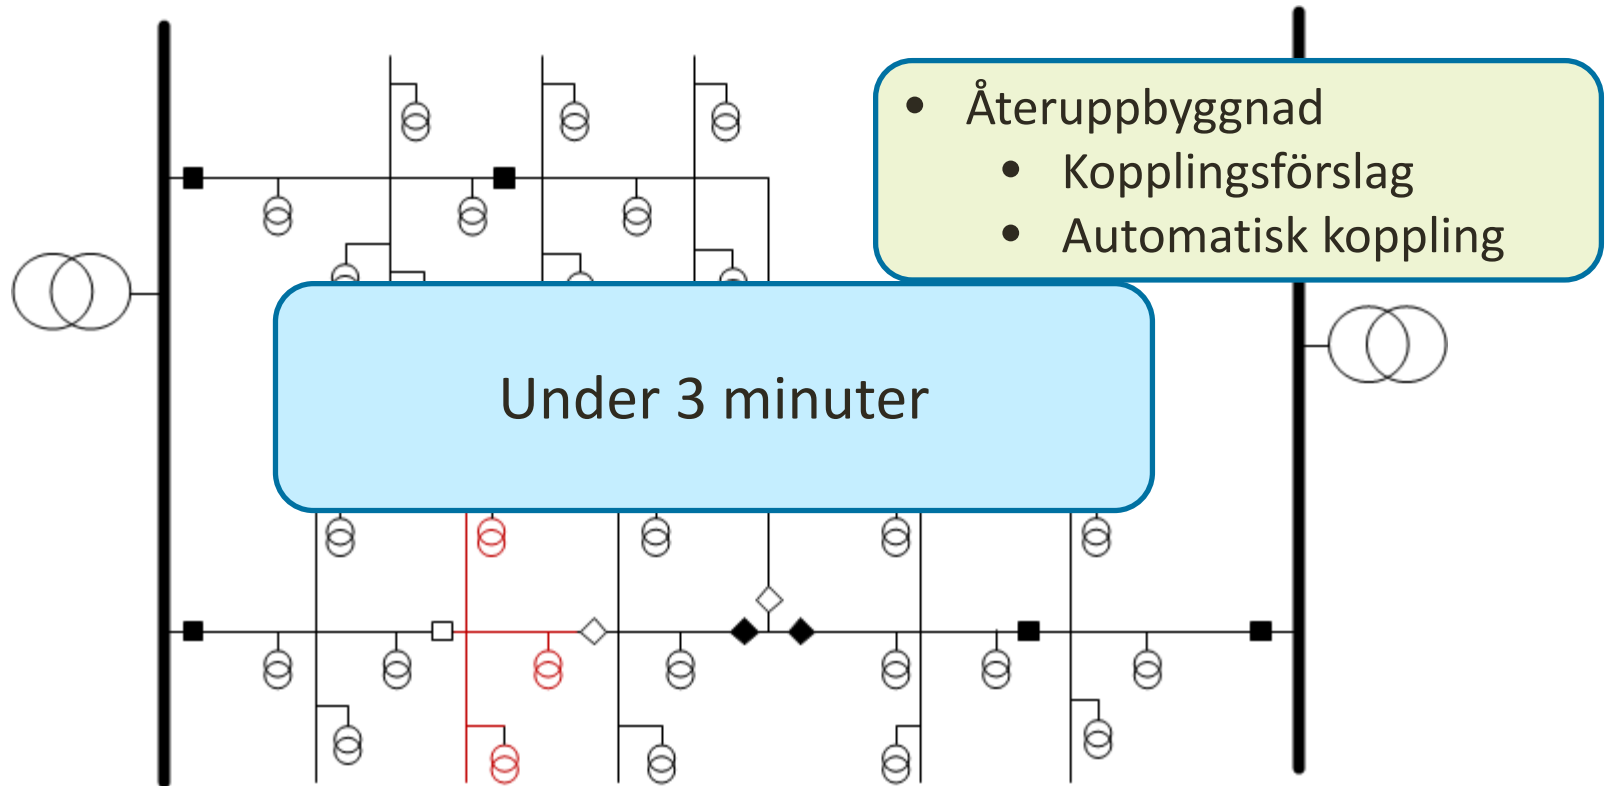 • Återuppbyggnad
• Kopplingsförslag
• Automatisk koppling
Under 3 minuter